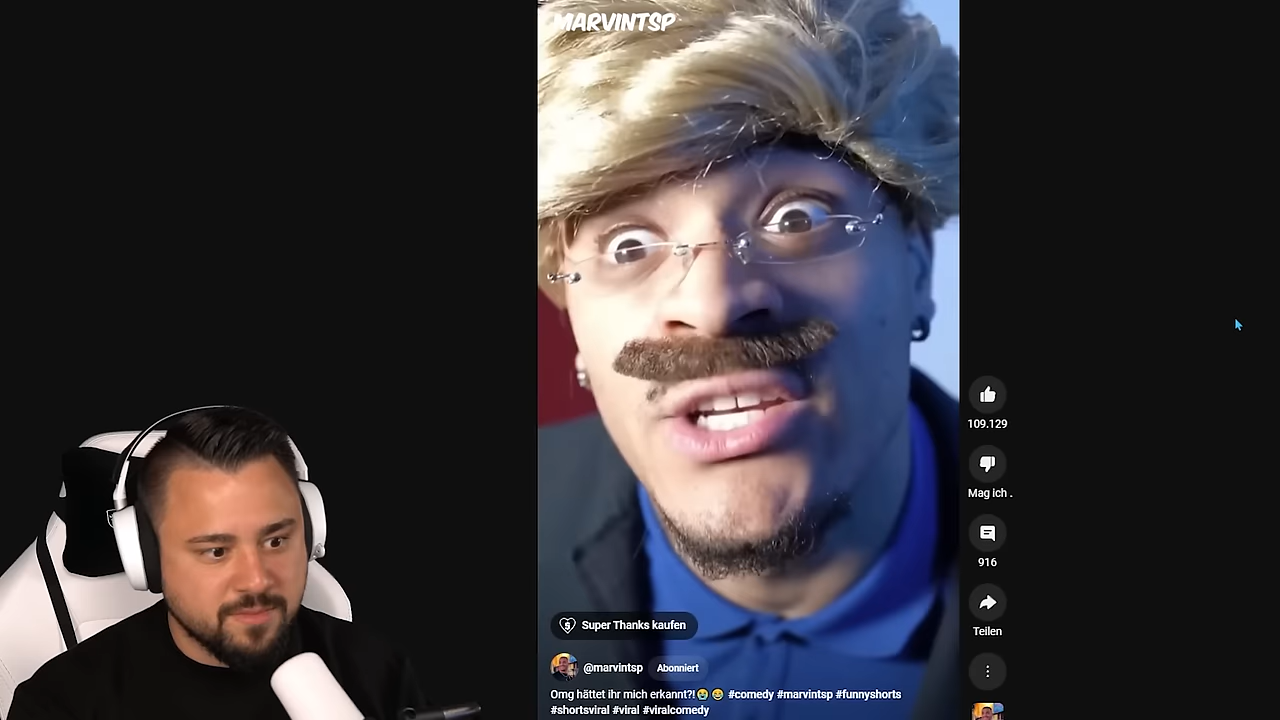 MARVINTSP
109.129
Mag ich .
916
Teilen
Super Thanks kaufen
@marvintsp Abonniert
Omg hättet ihr mich erkannt?!😭😂 #comedy #marvintsp #funnyshorts
#shortsviral #viral #viralcomedy